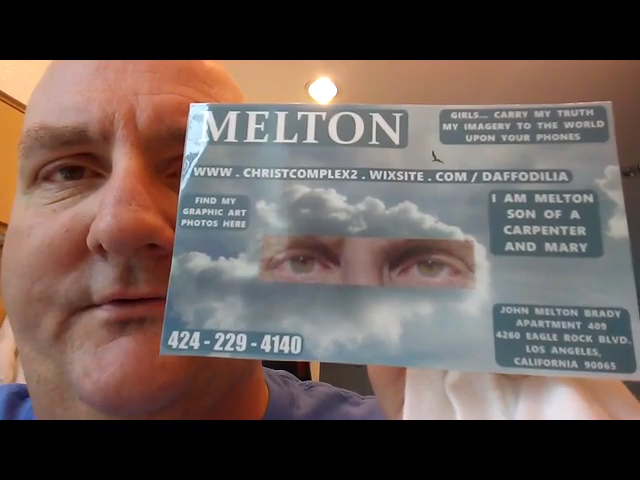 MELTON
GIRLS... CARRY MY TRUTH
MY IMAGERY TO THE WORLD
UPON YOUR PHONES
WWW . CHRISTCOMPLEX2 . WIXSITE . COM / DAFFODILIA
FIND MY
GRAPHIC ART
PHOTOS HERE
I AM MELTON
SON OF A
CARPENTER
AND MARY
424 - 229 - 4140
JOHN MELTON BRADY
APARTMENT 409
4260 EAGLE ROCK BLVD.
LOS ANGELES,
CALIFORNIA 90065